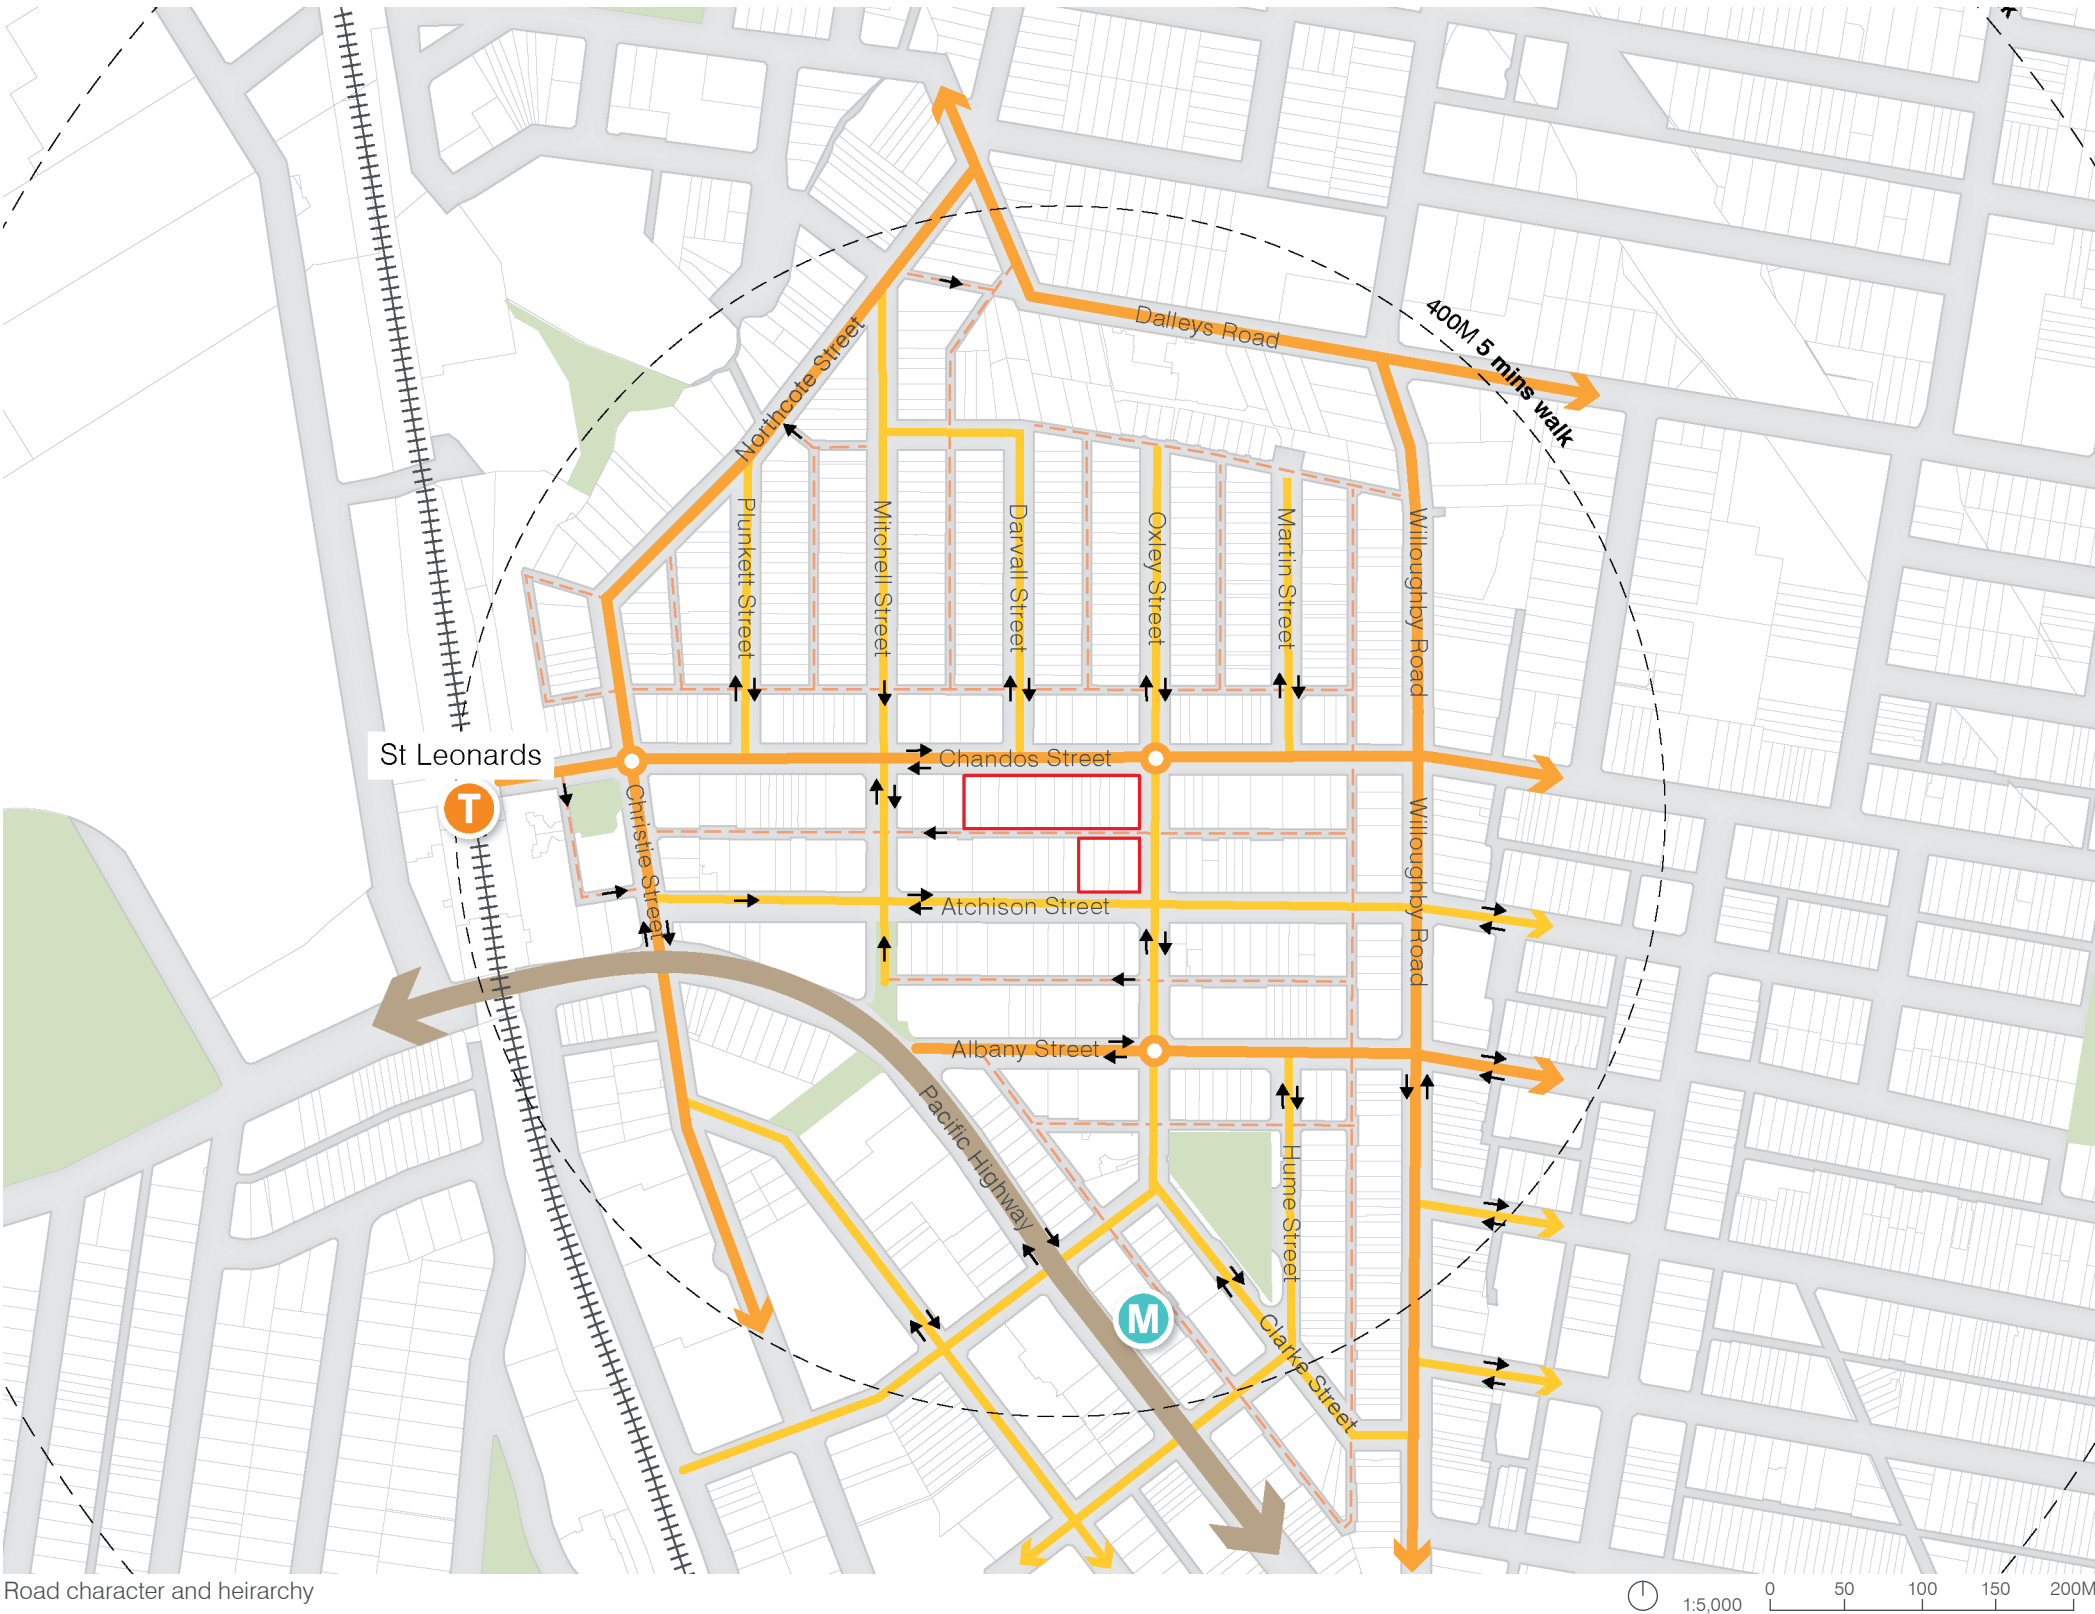 400M 5 mins walk
Dalleys Road
Northcote Street
Plunkett Street
Mitchell Street
Darvall Street
Oxley Street
Martin Street
Willoughby Road
St Leonards
T
Chandos Street
Christie Street
Willoughby Road
Atchison Street
Albany Street
Pacific Highway
Hume Street
M
Clarke Street
Road character and heirarchy
1:5,000
0 50 100 150 200M